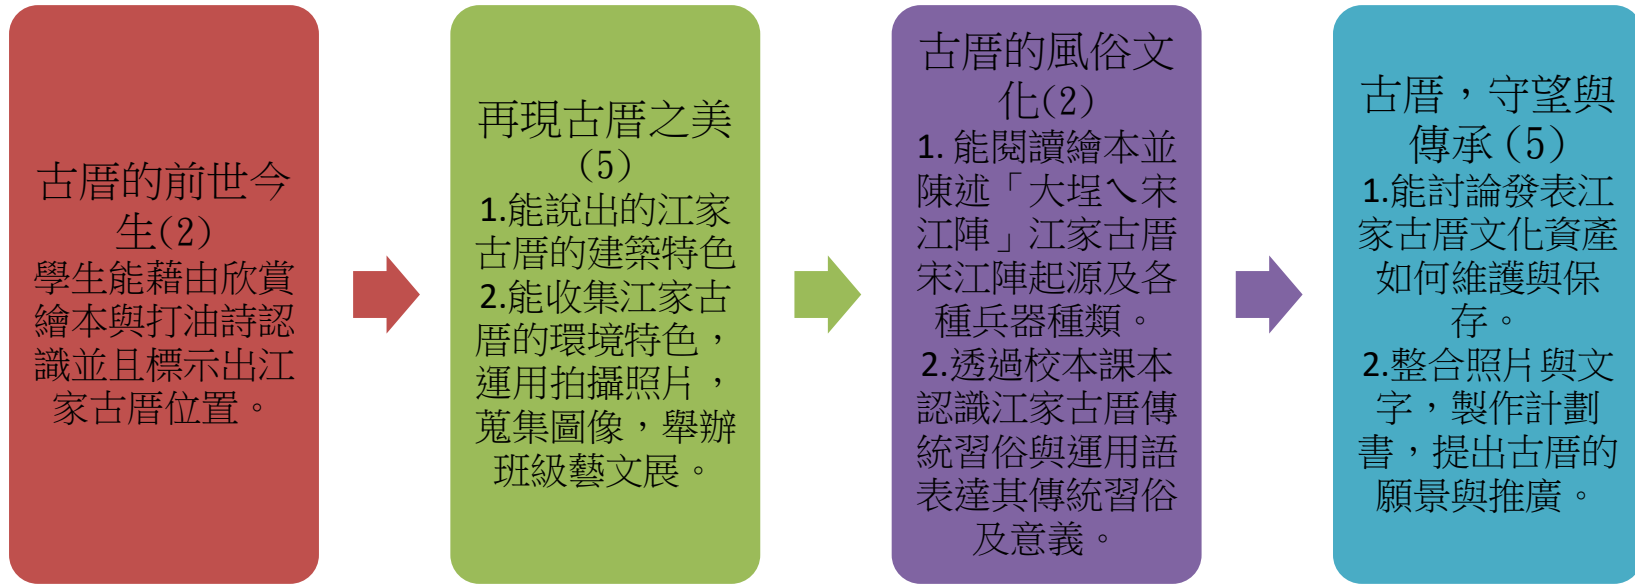 古厝的前世今
生(2)
學生能藉由欣賞
繪本與打油詩認
識並且標示出江
家古厝位置。
再現古厝之美
(5)
1.能說出的江家
古厝的建築特色
2.能收集江家古
厝的環境特色，
運用拍攝照片，
蒐集圖像，舉辦
班級藝文展。
古厝的風俗文
化(2)
1. 能閱讀繪本並
陳述「大埕ㄟ宋
江陣」江家古厝
宋江陣起源及各
種兵器種類。
2.透過校本課本
認識江家古厝傳
統習俗與運用語
表達其傳統習俗
及意義。
古厝，守望與
傳承(5)
1.能討論發表江
家古厝文化資產
如何維護與保
存。
2.整合照片與文
字，製作計劃
書，提出古厝的
願景與推廣。